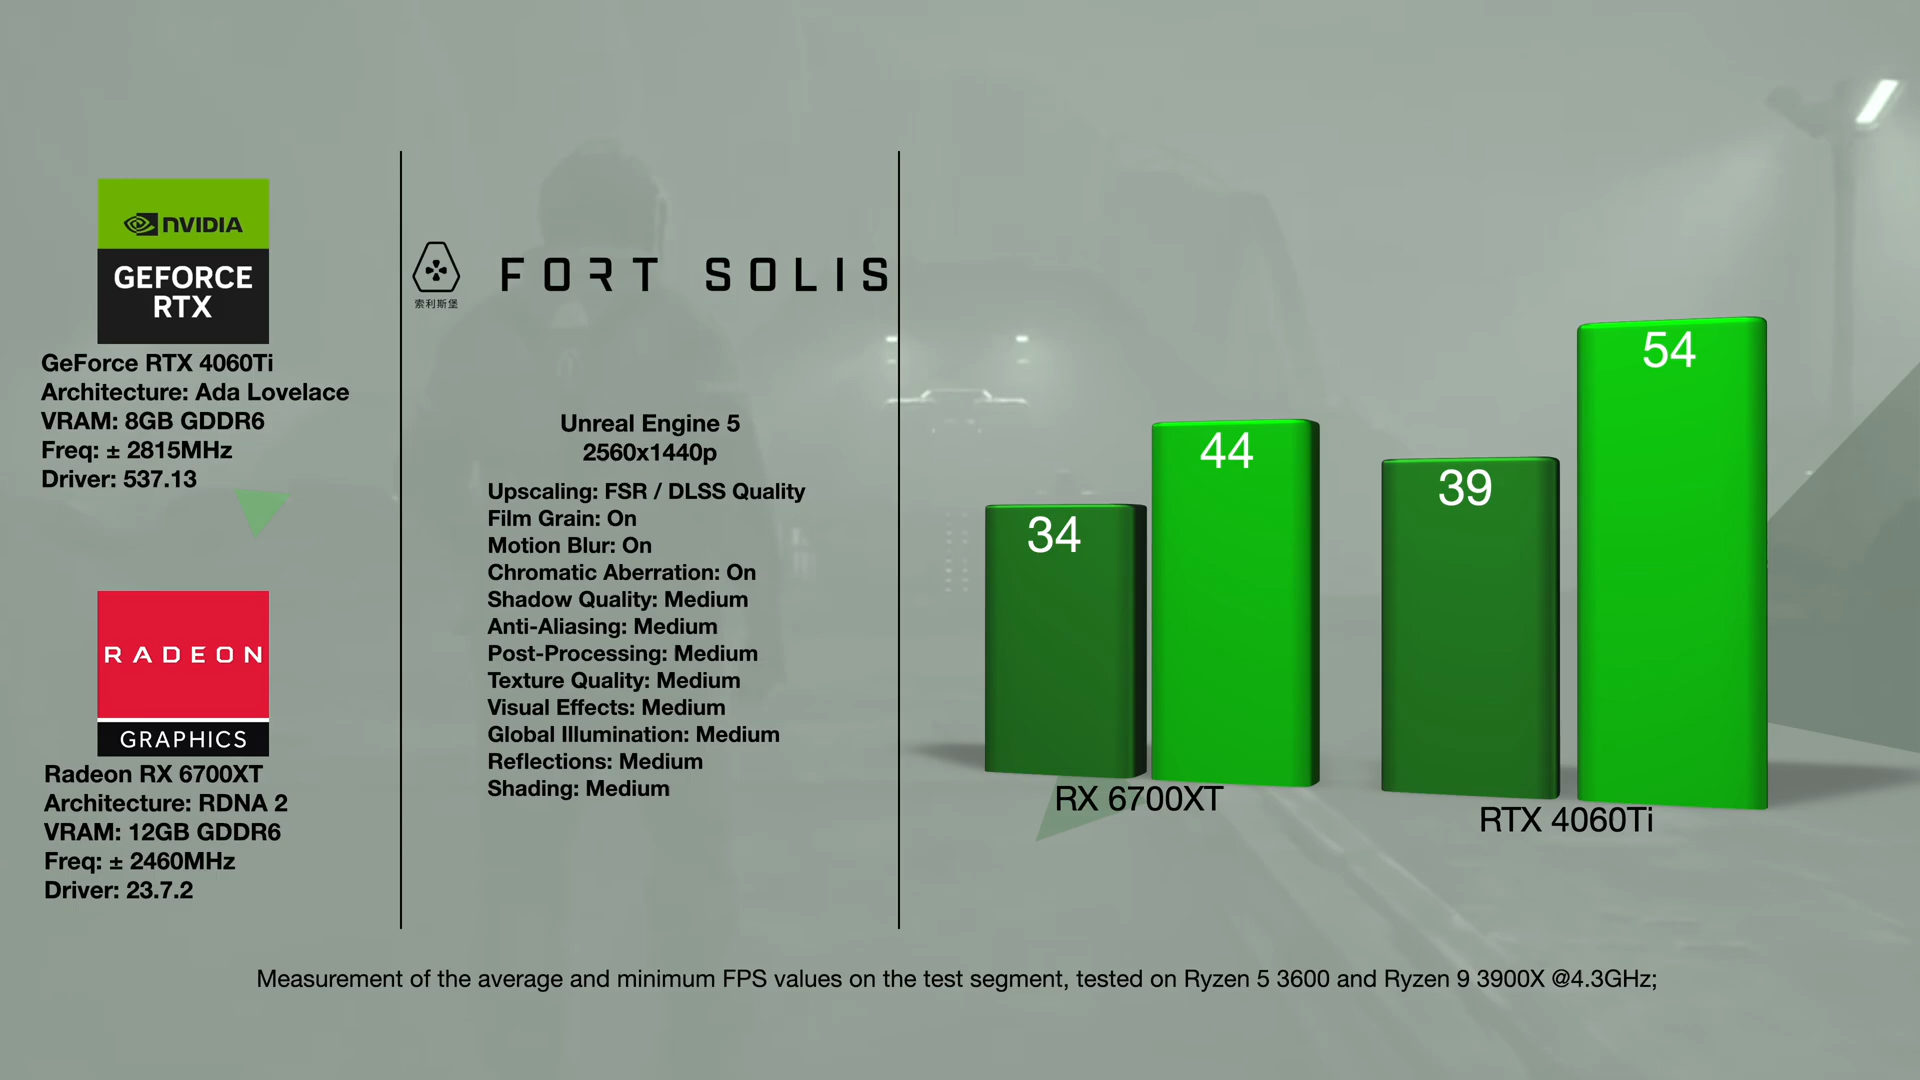 NVIDIA
GEFORCE
RTX
GeForce RTX 4060Ti
Architecture: Ada Lovelace
VRAM: 8GB GDDR6
Freq: ± 2815MHz
Driver: 537.13
RADEON
GRAPHICS
Radeon RX 6700XT
Architecture: RDNA 2
VRAM: 12GB GDDR6
Freq: ± 2460MHz
Driver: 23.7.2
FORT SOLIS
索利斯堡
Unreal Engine 5
2560x1440p
Upscaling: FSR / DLSS Quality
Film Grain: On
Motion Blur: On
Chromatic Aberration: On
Shadow Quality: Medium
Anti-Aliasing: Medium
Post-Processing: Medium
Texture Quality: Medium
Visual Effects: Medium
Global Illumination: Medium
Reflections: Medium
Shading: Medium
34
44
39
54
RX 6700XT
RTX 4060Ti
Measurement of the average and minimum FPS values on the test segment, tested on Ryzen 5 3600 and Ryzen 9 3900X @4.3GHz;